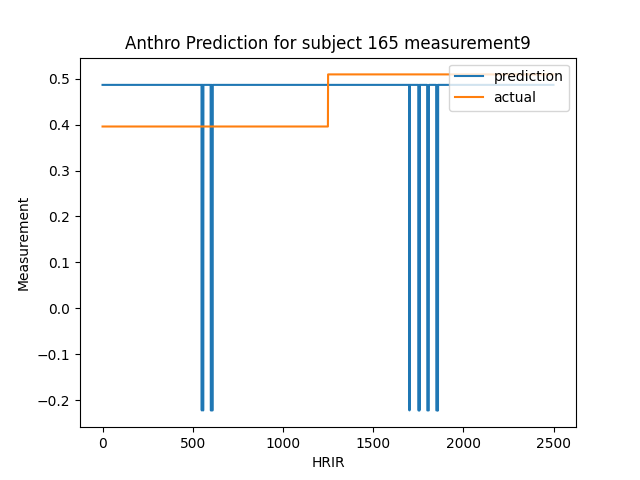 Anthro Prediction for subject 165 measurement9
prediction
actual
0.5
0.4
0.3
0.2
0.1
0.0
−0.1
−0.2
Measurement
0
500
1000
1500
2000
2500
HRIR